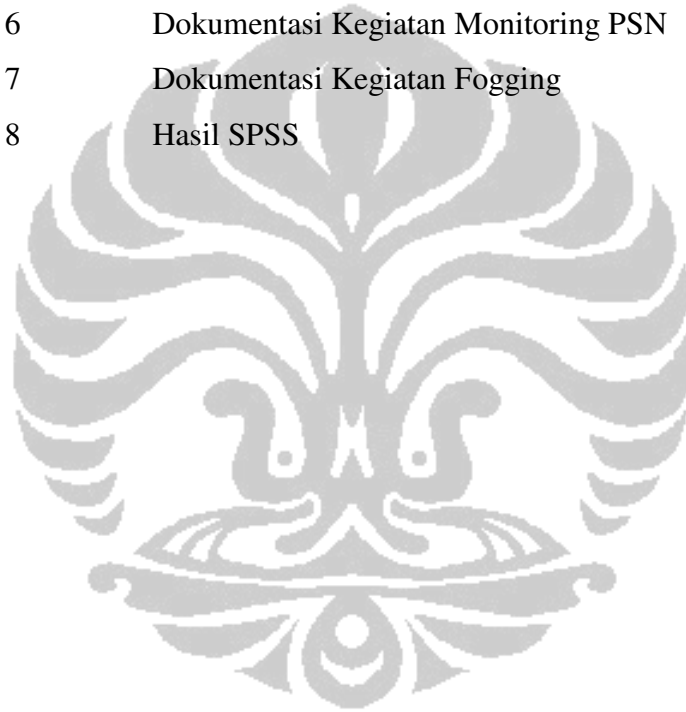 6 Dokumentasi Kegiatan Monitoring PSN
7 Dokumentasi Kegiatan Fogging
8 Hasil SPSS